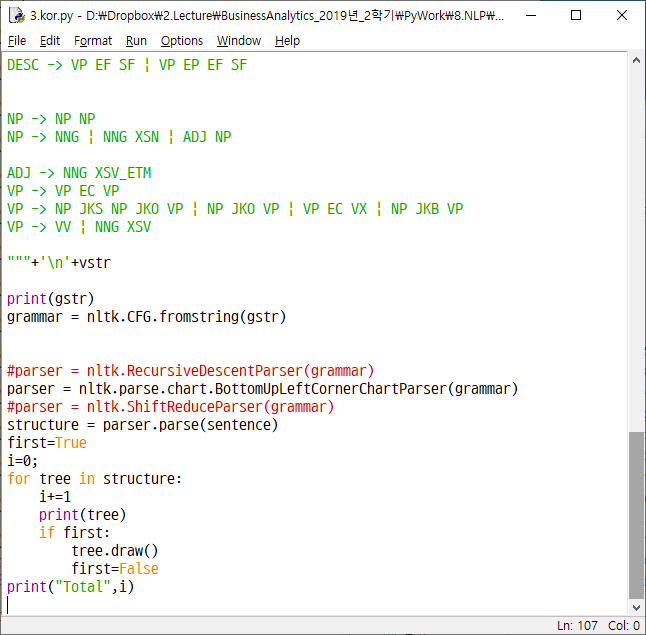 3.kor.py - D:₩Dropbox₩2.Lecture₩BusinessAnalytics_2019년_2학기₩PyWork₩8.NLP₩...
File Edit Format Run Options Window Help
DESC -> VP EF SF | VP EP EF SF
NP -> NP NP
NP -> NNG | NNG XSN | ADJ NP
ADJ -> NNG XSV_ETM
VP -> VP EC VP
VP -> NP JKS NP JKO VP | NP JKO VP | VP EC VX | NP JKB VP
VP -> VV | NNG XSV
"""+'\n'+vstr
print(gstr)
grammar = nltk.CFG.fromstring(gstr)
#parser = nltk.RecursiveDescentParser(grammar)
parser = nltk.parse.chart.BottomUpLeftCornerChartParser(grammar)
#parser = nltk.ShiftReduceParser(grammar)
structure = parser.parse(sentence)
first=True
i=0;
for tree in structure:
    i+=1
    print(tree)
    if first:
        tree.draw()
        first=False
print("Total",i)
Ln: 107 Col: 0